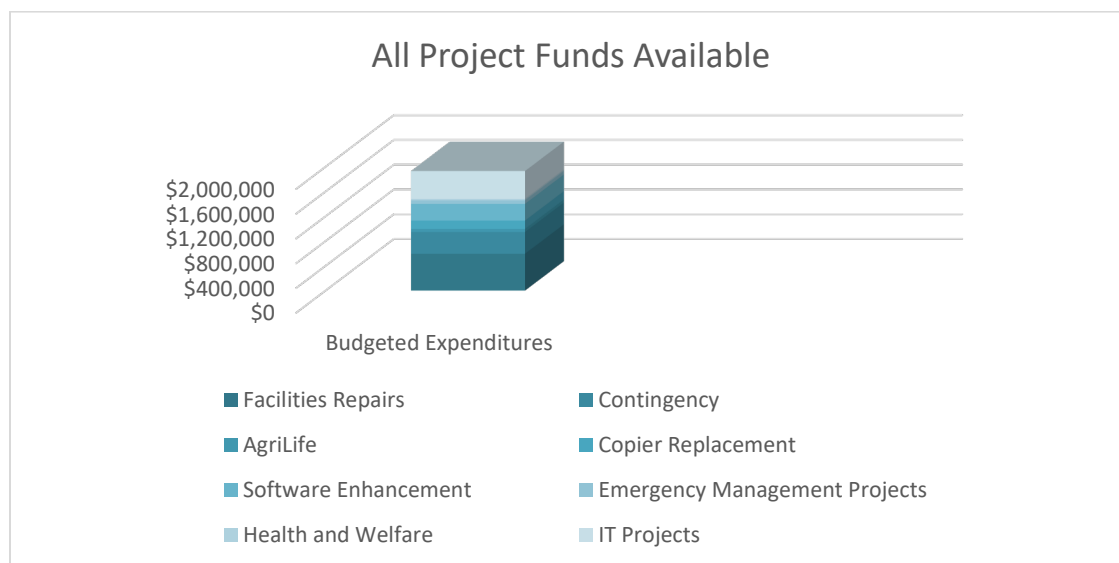 All Project Funds Available
$2,000,000
$1,600,000
$1,200,000
$800,000
$400,000
$0
Budgeted Expenditures
Facilities Repairs
Contingency
AgriLife
Copier Replacement
Software Enhancement
Emergency Management Projects
Health and Welfare
IT Projects